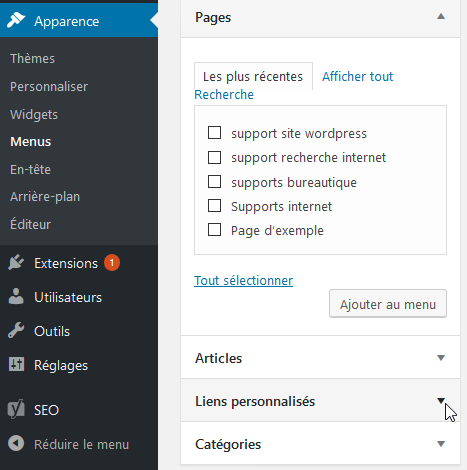 Apparence
Thèmes
Personnaliser
Widgets
Menus
En-tête
Arrière-plan
Éditeur
Extensions 1
Utilisateurs
Outils
Réglages
SEO
Réduire le menu
Pages
Les plus récentes Afficher tout
Recherche
support site wordpress
support recherche internet
supports bureautique
Supports internet
Page d'exemple
Tout sélectionner
Ajouter au menu
Articles
Liens personnalisés
Catégories